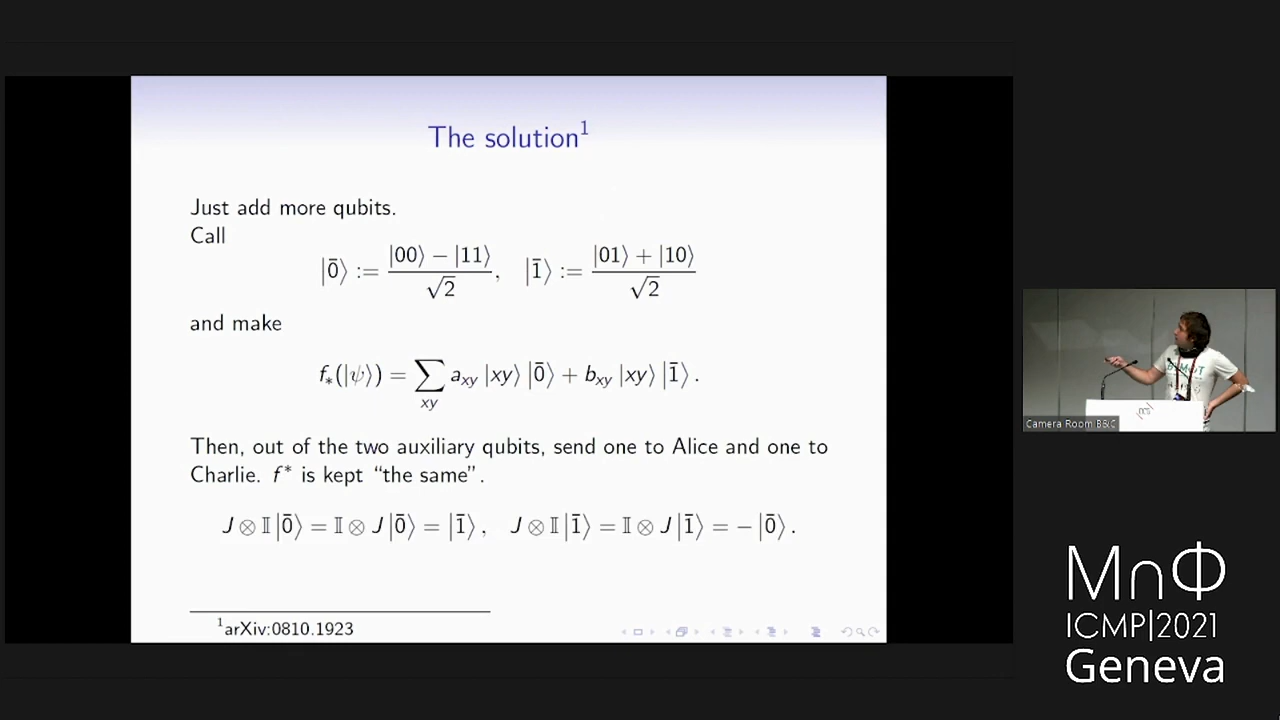 The solution¹
Just add more qubits.
Call
|0̄⟩ := (|00⟩ − |11⟩)/√2, |1̄⟩ := (|01⟩ + |10⟩)/√2
and make
f∗(|ψ⟩) = ∑_{xy} a_{xy} |xy⟩ |0̄⟩ + b_{xy} |xy⟩ |1̄⟩ .
Then, out of the two auxiliary qubits, send one to Alice and one to
Charlie. f* is kept “the same”.
J ⊗ 𝕀 |0̄⟩ = 𝕀 ⊗ J |0̄⟩ = |1̄⟩ , J ⊗ 𝕀 |1̄⟩ = 𝕀 ⊗ J |1̄⟩ = − |0̄⟩ .
¹arXiv:0810.1923
Camera Room B&C
M∩Φ
ICMP|2021
Geneva